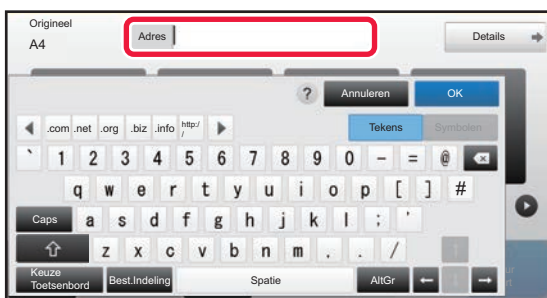 Origineel
A4
Adres
Details
? Annuleren OK
.com .net .org .biz .info http:// Tekens Symbolen
` 1 2 3 4 5 6 7 8 9 0 - = @
q w e r t y u i o p [ ] #
Caps a s d f g h j k l ; '
z x c v b n m . . /
Keuze Toetsenbord Best.Indeling Spatie AltGr